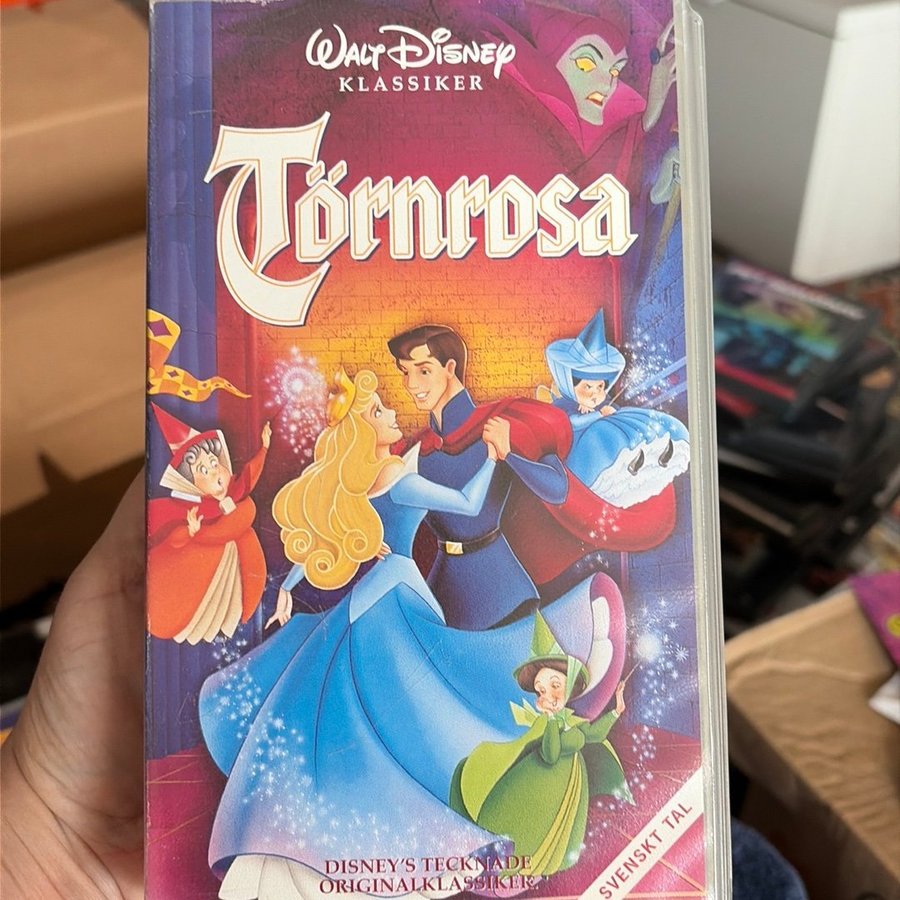 WALT DISNEY
KLASSIKER
Törnrosa
DISNEY'S TECKNADE
ORIGINALKLASSIKER.
SVENSKT TAL